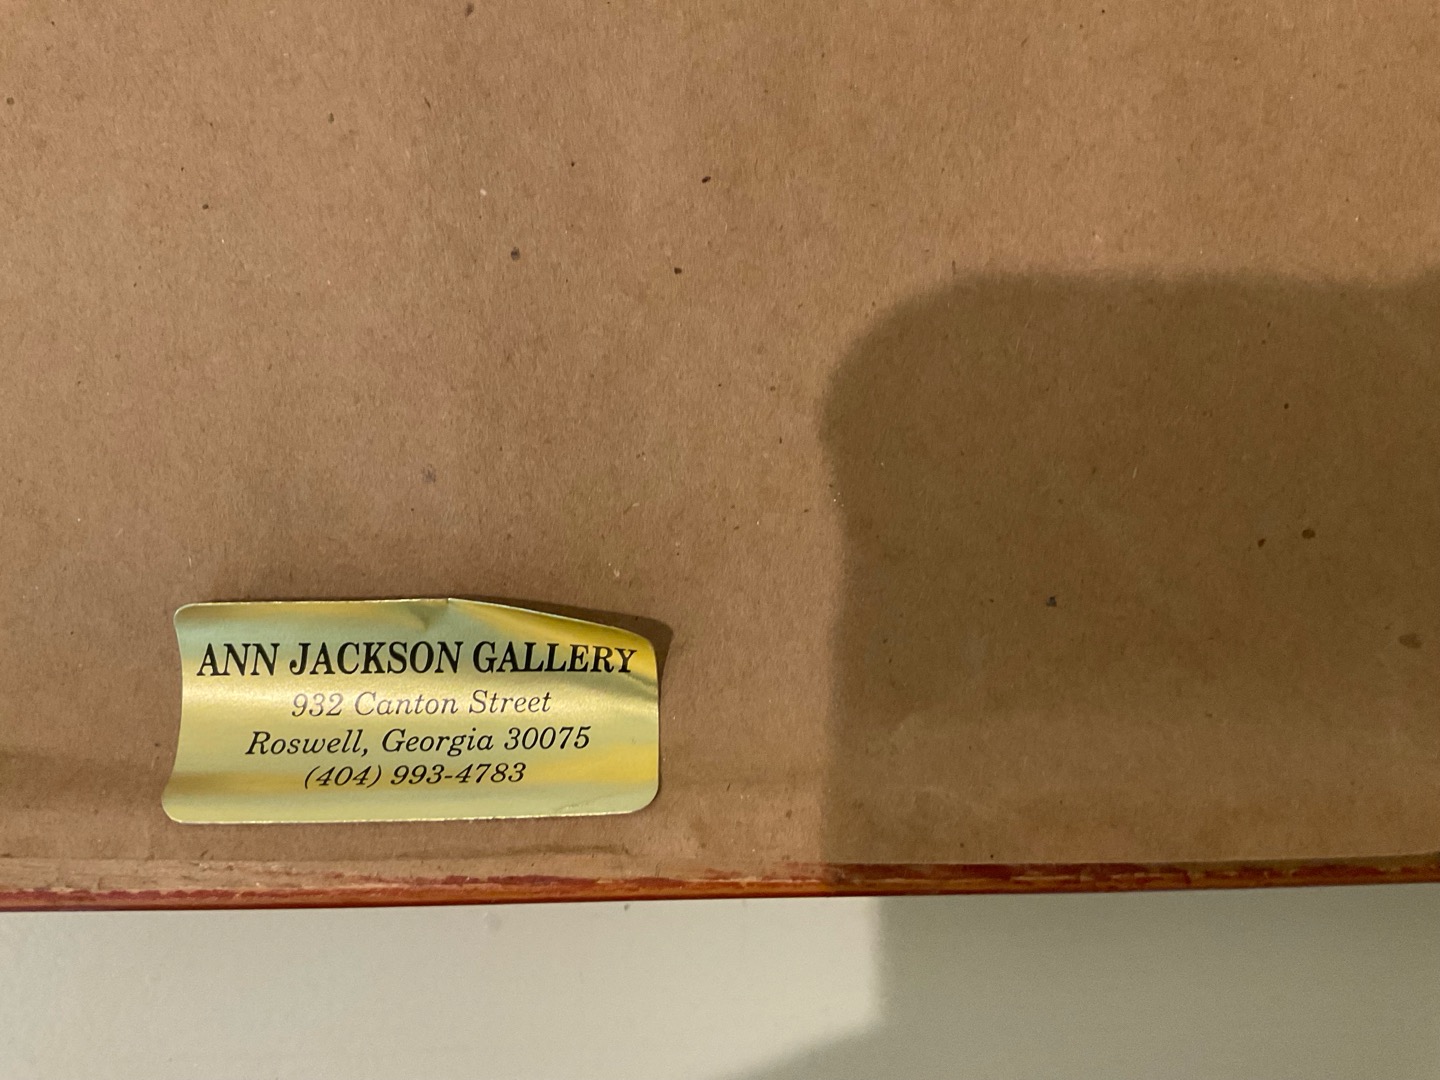 ANN JACKSON GALLERY
932 Canton Street
Roswell, Georgia 30075
(404) 993-4783